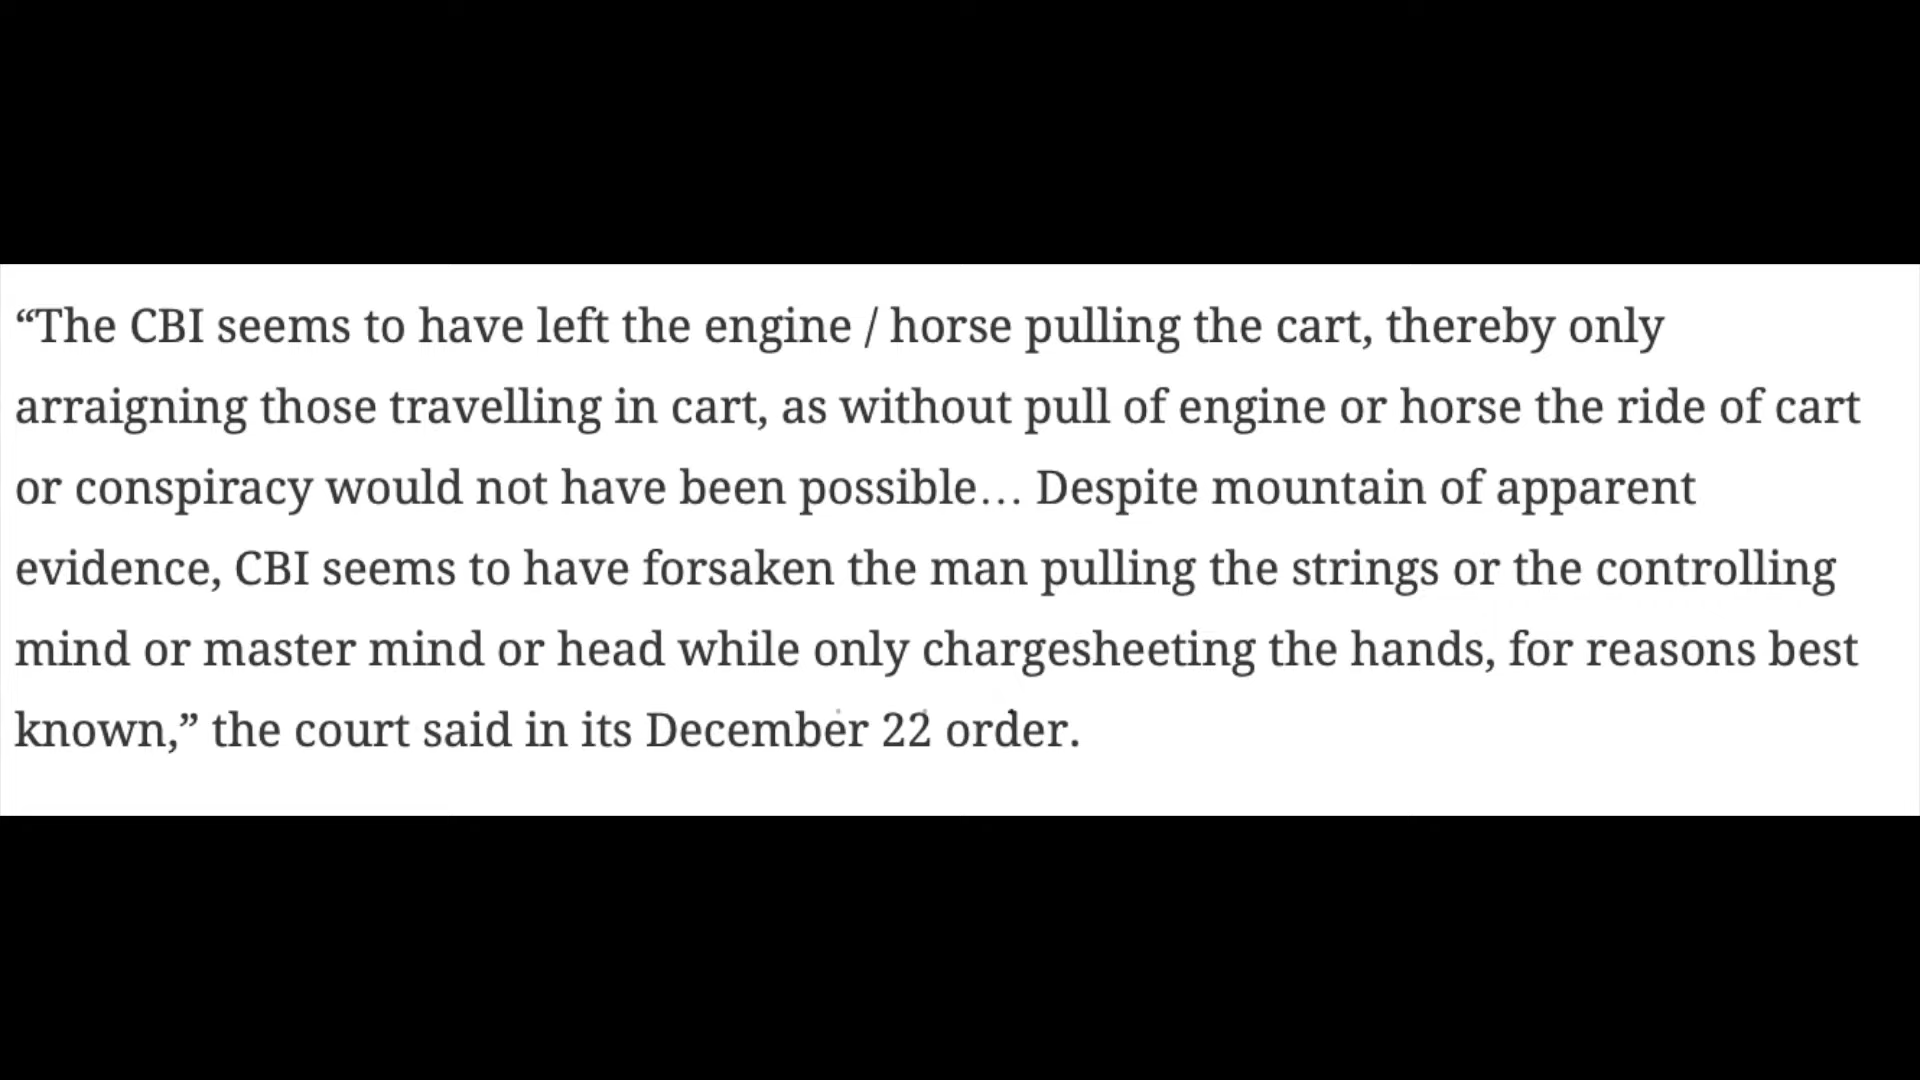 “The CBI seems to have left the engine / horse pulling the cart, thereby only
arraigning those travelling in cart, as without pull of engine or horse the ride of cart
or conspiracy would not have been possible… Despite mountain of apparent
evidence, CBI seems to have forsaken the man pulling the strings or the controlling
mind or master mind or head while only chargesheeting the hands, for reasons best
known,” the court said in its December 22 order.